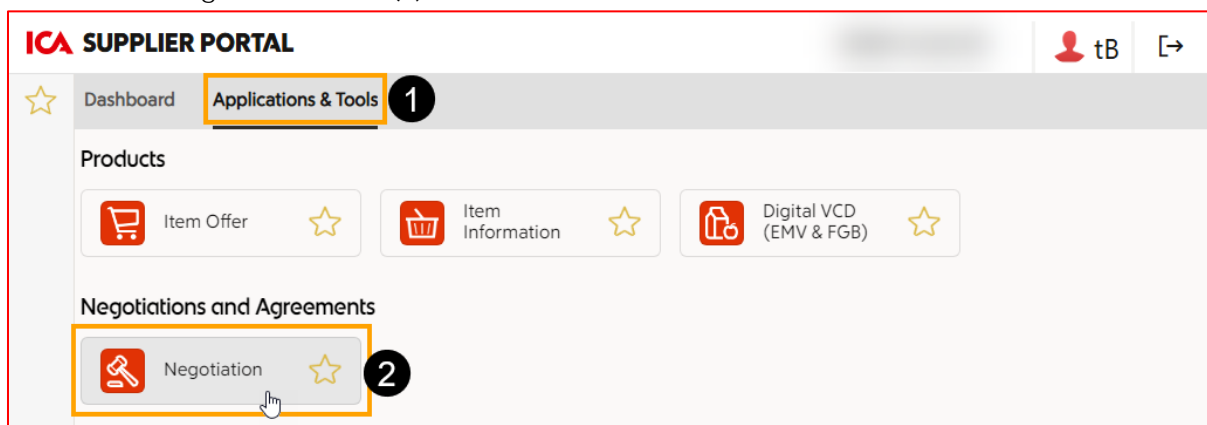 ICA SUPPLIER PORTAL
tB
Dashboard Applications & Tools 1
Products
Item Offer
Item
Information
Digital VCD
(EMV & FGB)
Negotiations and Agreements
Negotiation 2